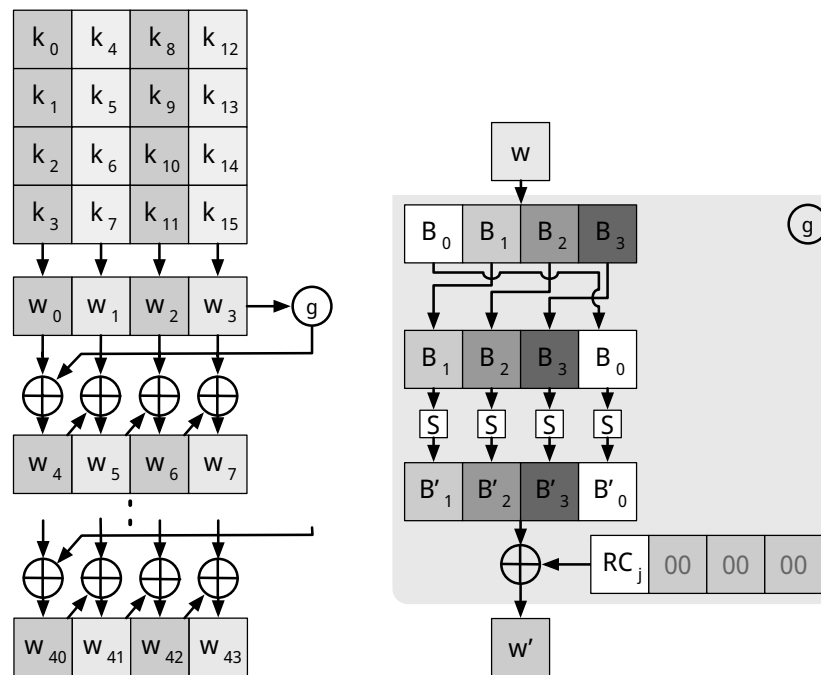 k0 k4 k8 k12
k1 k5 k9 k13
k2 k6 k10 k14
k3 k7 k11 k15
w0 w1 w2 w3 g
w4 w5 w6 w7
w40 w41 w42 w43
w
g
B0 B1 B2 B3
B1 B2 B3 B0
S S S S
B'1 B'2 B'3 B'0
RCj 00 00 00
w'